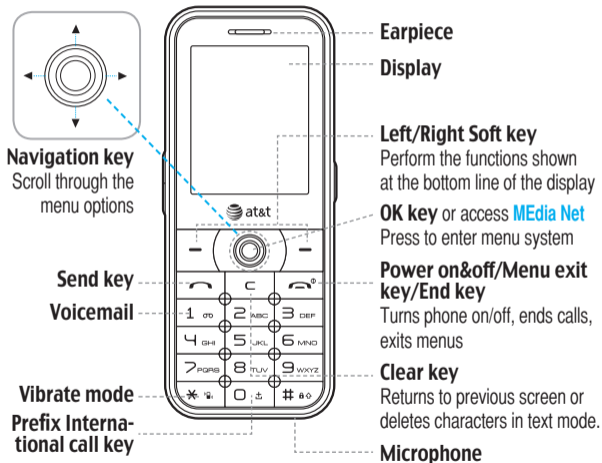 Earpiece
Display
Left/Right Soft key
Perform the functions shown
at the bottom line of the display
OK key or access MEdia Net
Press to enter menu system
Power on&off/Menu exit
key/End key
Turns phone on/off, ends calls,
exits menus
Clear key
Returns to previous screen or
deletes characters in text mode.
Microphone
Navigation key
Scroll through the
menu options
Send key
Voicemail
Vibrate mode
Prefix Interna-
tional call key
at&t
C
1
2 ABC
3 DEF
4 GHI
5 JKL
6 MNO
7 PQRS
8 TUV
9 WXYZ
*
0
#